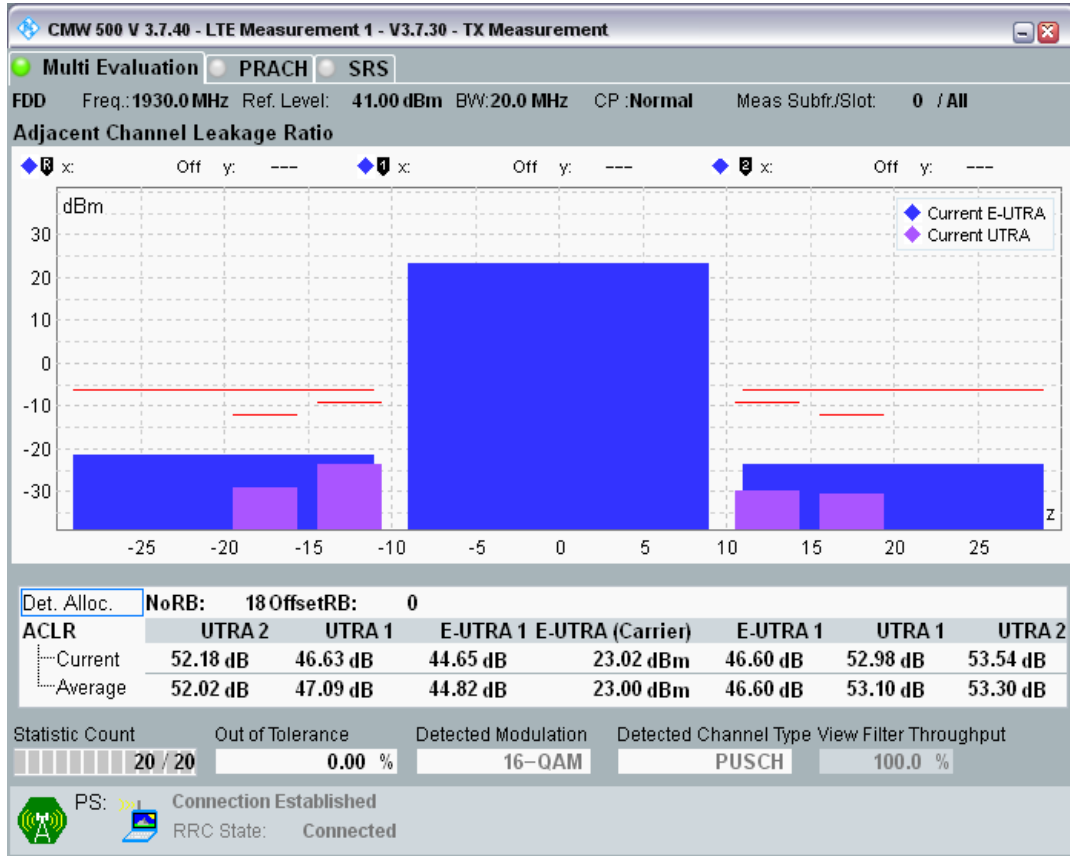 CMW 500 V 3.7.40 - LTE Measurement 1 - V3.7.30 - TX Measurement
Multi Evaluation PRACH SRS
FDD Freq.: 1930.0 MHz Ref. Level: 41.00 dBm BW: 20.0 MHz CP : Normal Meas Subfr./Slot: 0 / All
Adjacent Channel Leakage Ratio
R x: Off y: --- 1 x: Off y: --- 2 x: Off y: ---
dBm
Current E-UTRA
Current UTRA
30
20
10
0
-10
-20
-30
z
-25 -20 -15 -10 -5 0 5 10 15 20 25
Det. Alloc. NoRB: 18 OffsetRB: 0
ACLR UTRA 2 UTRA 1 E-UTRA 1 E-UTRA (Carrier) E-UTRA 1 UTRA 1 UTRA 2
Current 52.18 dB 46.63 dB 44.65 dB 23.02 dBm 46.60 dB 52.98 dB 53.54 dB
Average 52.02 dB 47.09 dB 44.82 dB 23.00 dBm 46.60 dB 53.10 dB 53.30 dB
Statistic Count Out of Tolerance Detected Modulation Detected Channel Type View Filter Throughput
20 / 20 0.00 % 16-QAM PUSCH 100.0 %
PS: Connection Established
RRC State: Connected